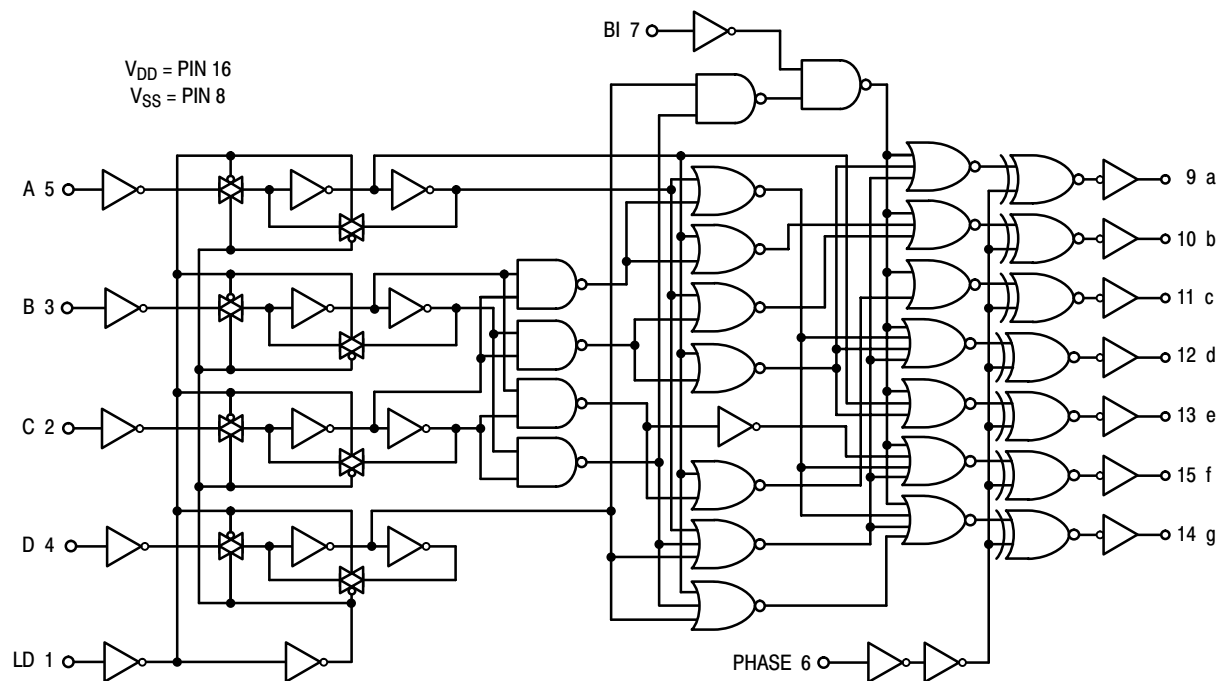 BI 7
V_DD = PIN 16
V_SS = PIN 8
A 5
B 3
C 2
D 4
LD 1
PHASE 6
9 a
10 b
11 c
12 d
13 e
15 f
14 g